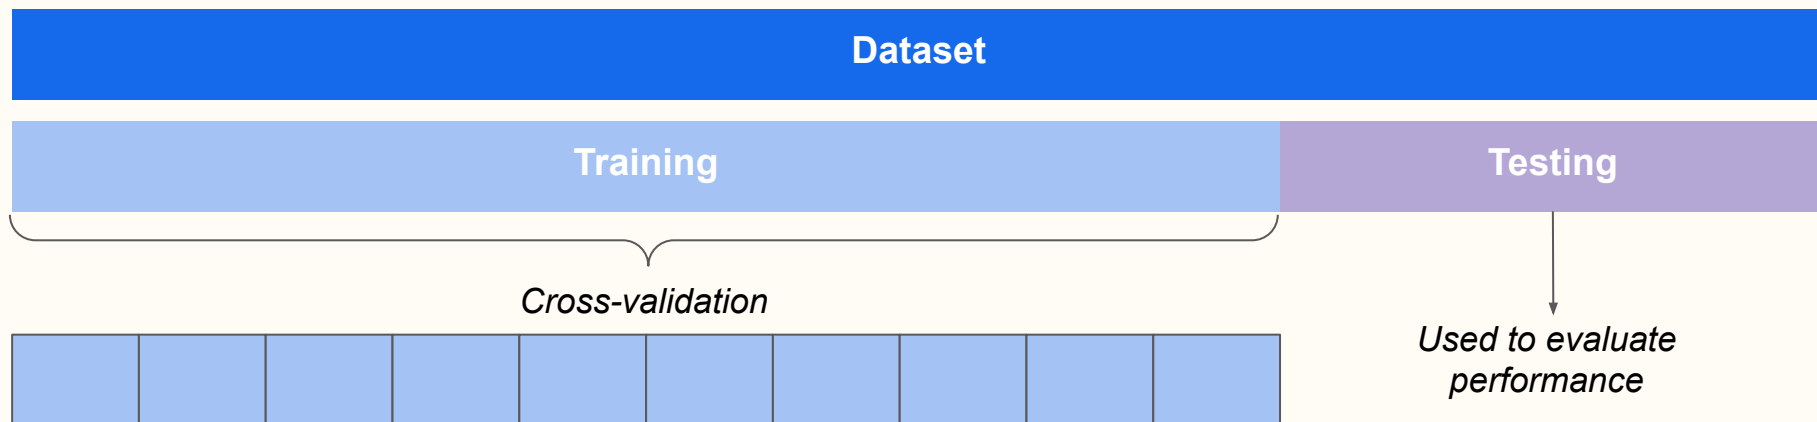 Dataset
Training
Testing
Cross-validation
Used to evaluate
performance